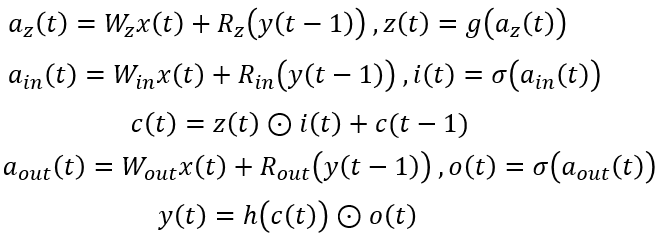 a_z(t) = W_z x(t) + R_z(y(t − 1)) , z(t) = g(a_z(t))
a_in(t) = W_in x(t) + R_in(y(t − 1)) , i(t) = σ(a_in(t))
c(t) = z(t) ⊙ i(t) + c(t − 1)
a_out(t) = W_out x(t) + R_out(y(t − 1)) , o(t) = σ(a_out(t))
y(t) = h(c(t)) ⊙ o(t)